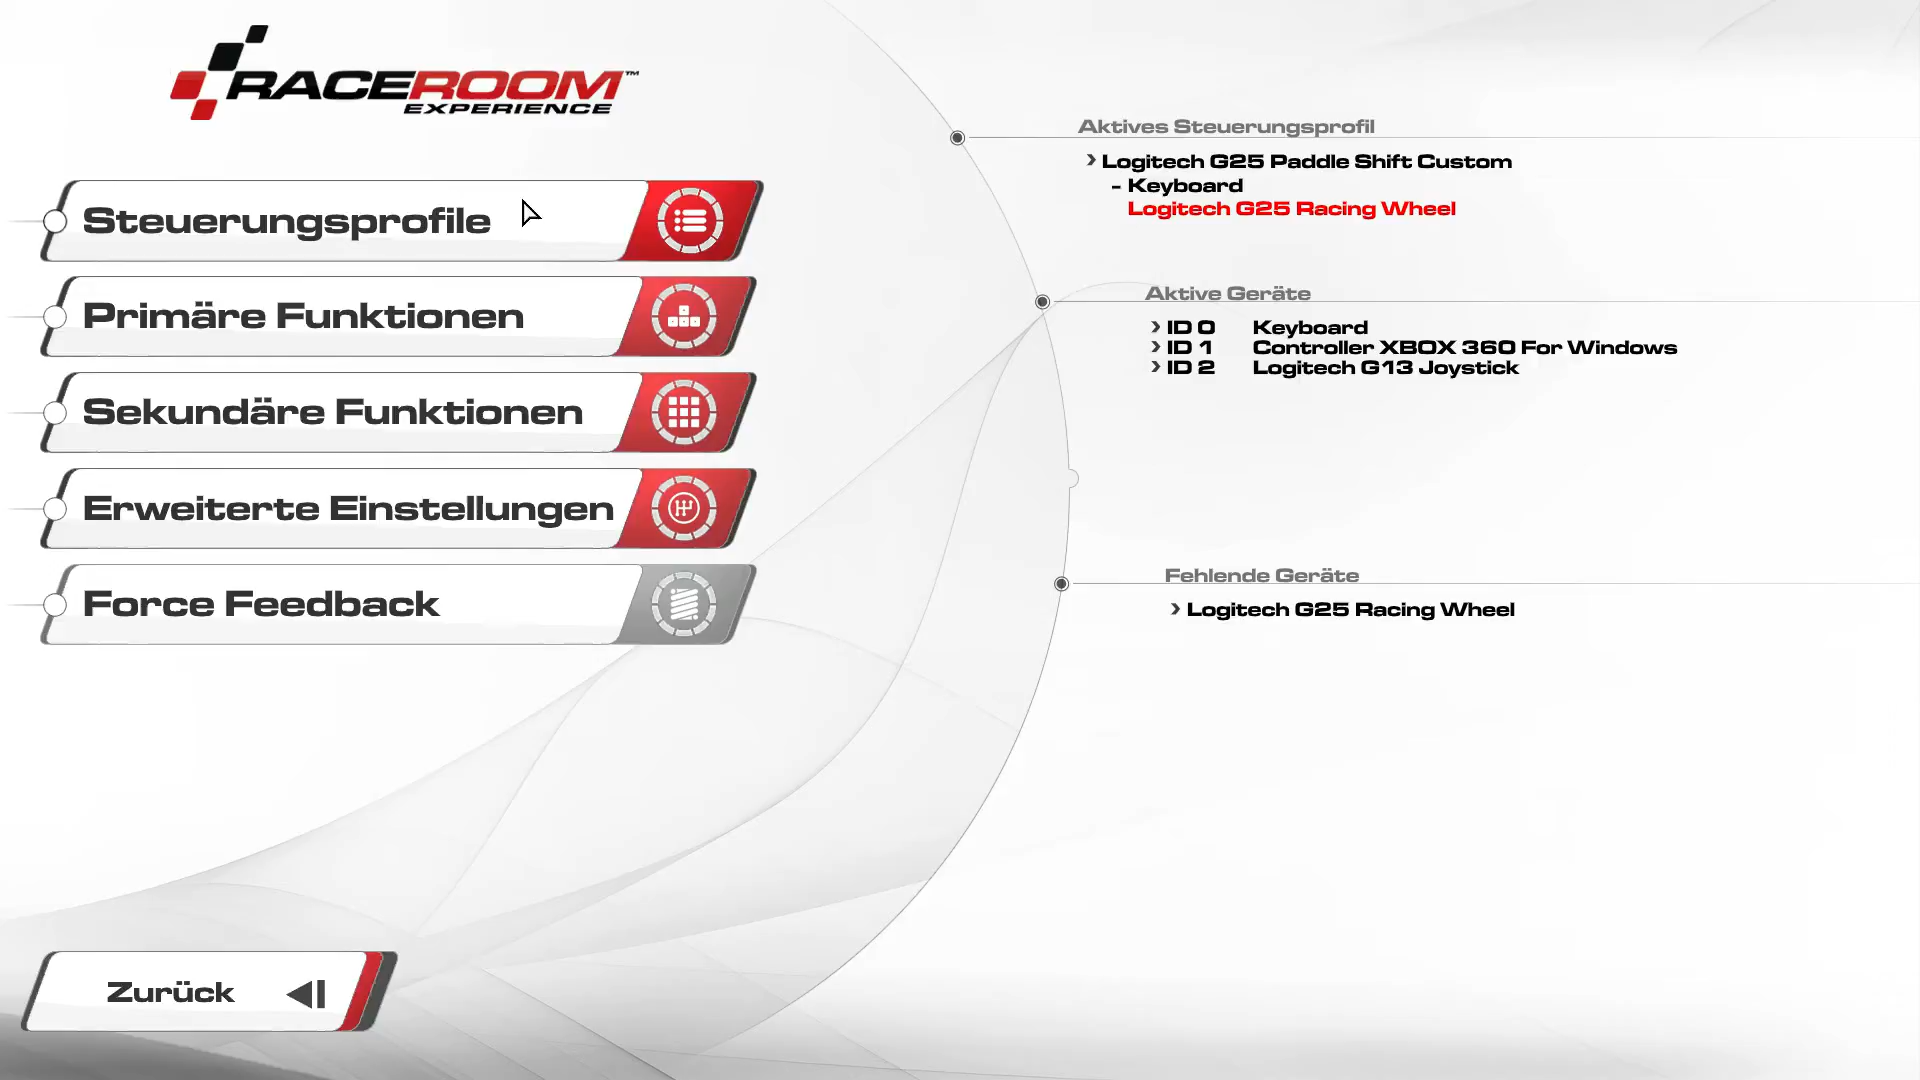 RACEROOM™
EXPERIENCE
Steuerungsprofile
Primäre Funktionen
Sekundäre Funktionen
Erweiterte Einstellungen
Force Feedback
Zurück
Aktives Steuerungsprofil
› Logitech G25 Paddle Shift Custom
- Keyboard
Logitech G25 Racing Wheel
Aktive Geräte
› ID 0 Keyboard
› ID 1 Controller XBOX 360 For Windows
› ID 2 Logitech G13 Joystick
Fehlende Geräte
› Logitech G25 Racing Wheel